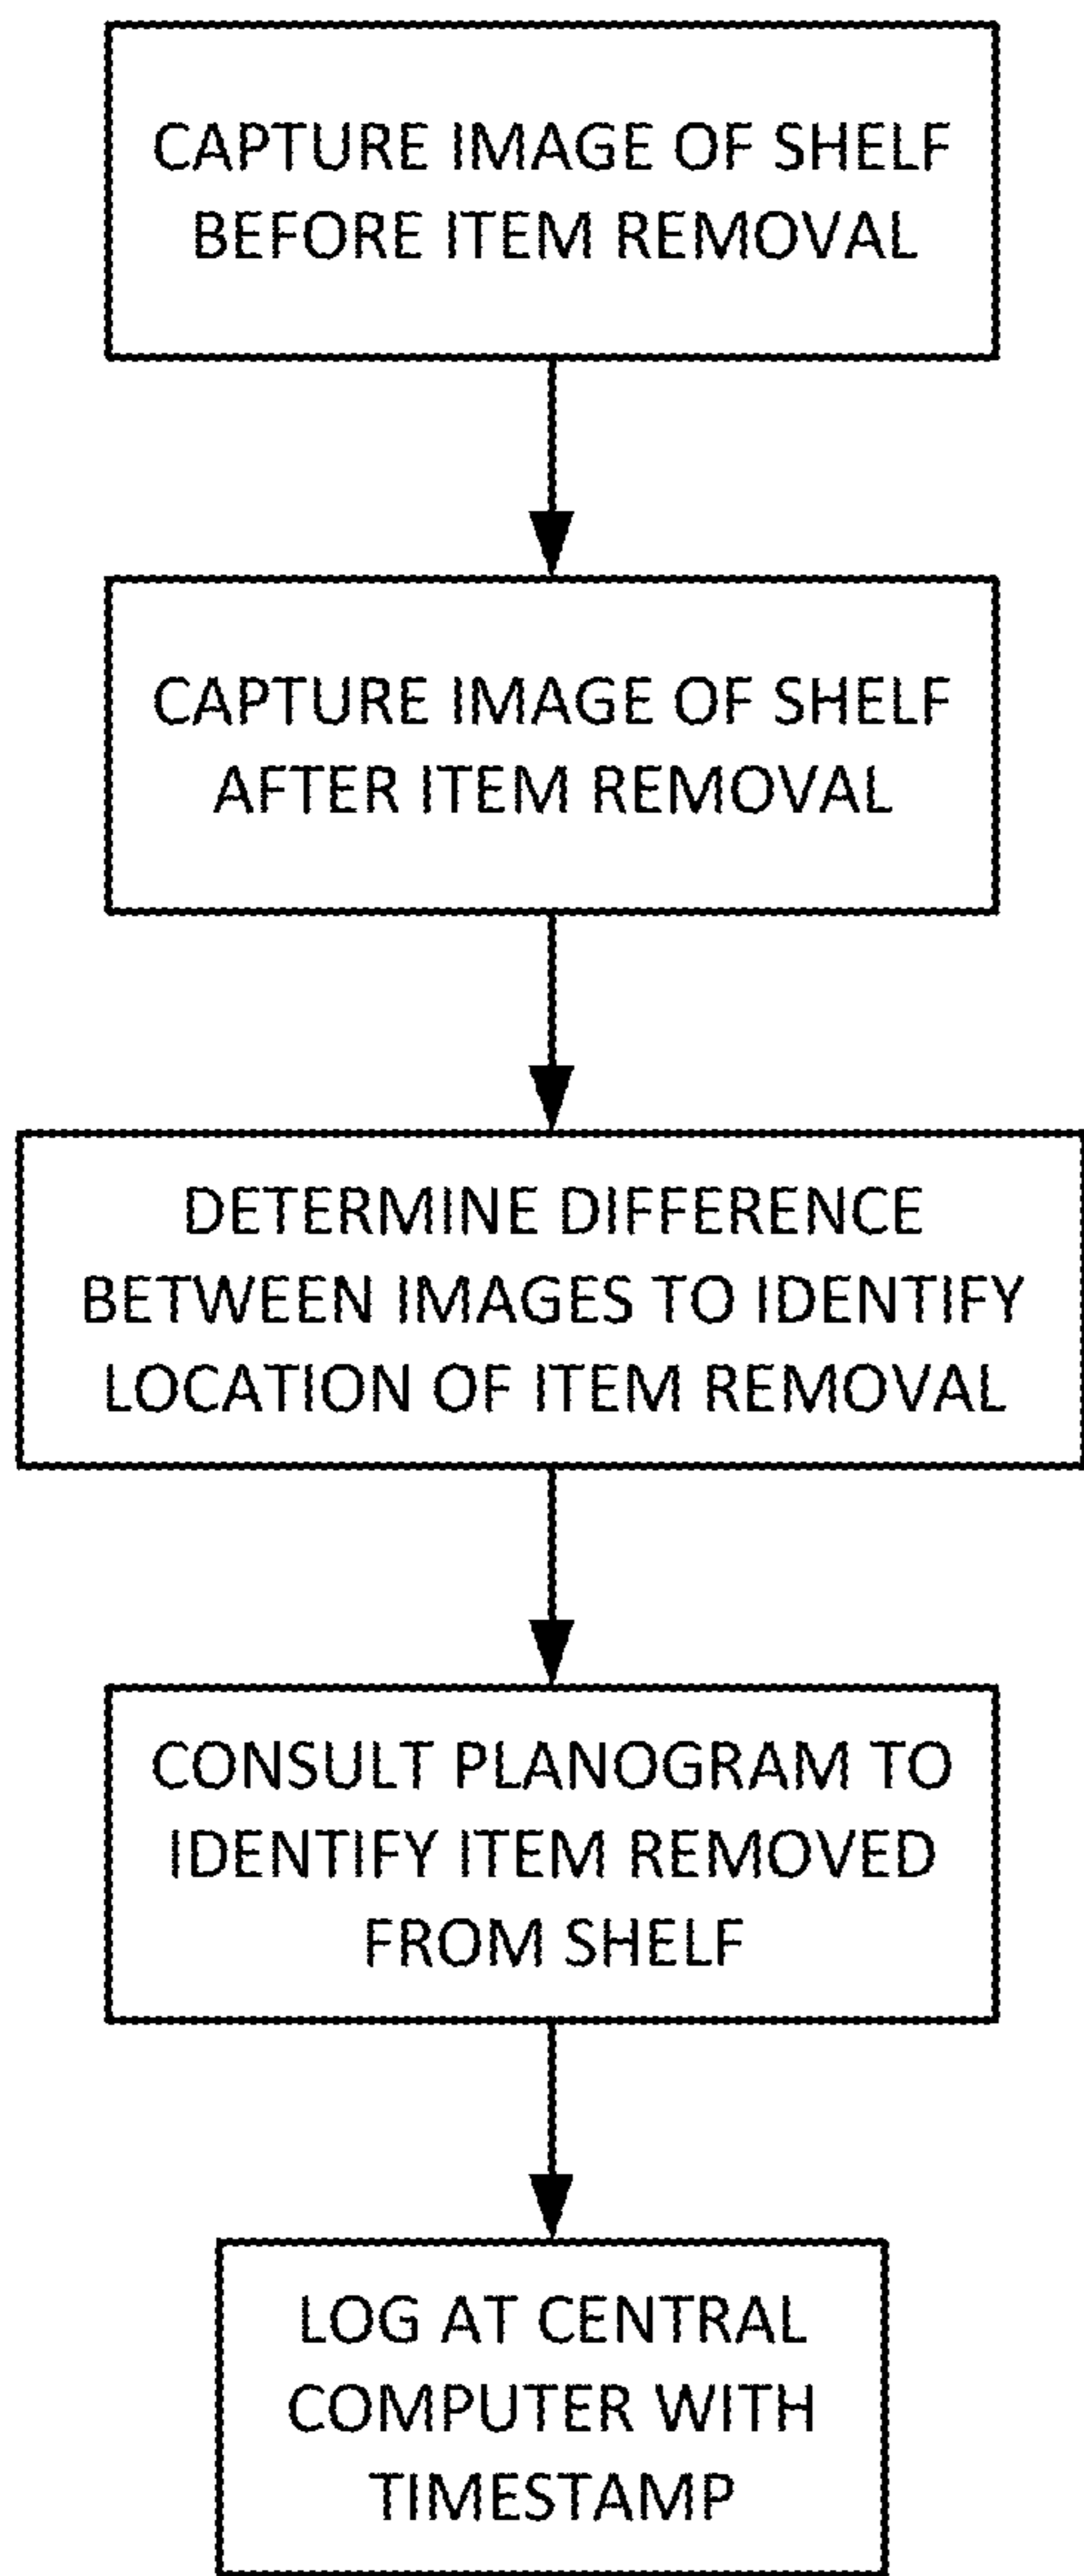 CAPTURE IMAGE OF SHELF
BEFORE ITEM REMOVAL
CAPTURE IMAGE OF SHELF
AFTER ITEM REMOVAL
DETERMINE DIFFERENCE
BETWEEN IMAGES TO IDENTIFY
LOCATION OF ITEM REMOVAL
CONSULT PLANOGRAM TO
IDENTIFY ITEM REMOVED
FROM SHELF
LOG AT CENTRAL
COMPUTER WITH
TIMESTAMP